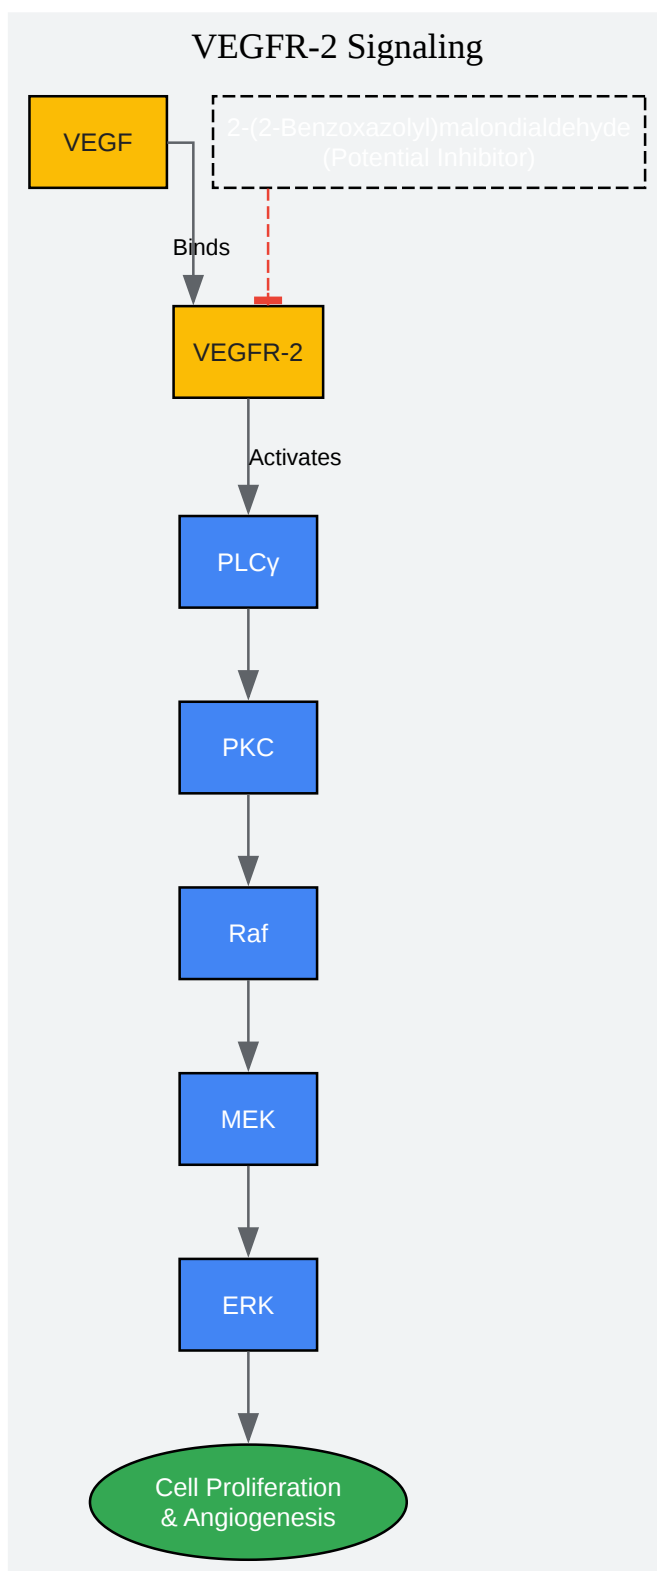 VEGFR-2 Signaling
VEGF
2-(2-Benzoxazolyl)malondialdehyde
(Potential Inhibitor)
Binds
VEGFR-2
Activates
PLCγ
PKC
Raf
MEK
ERK
Cell Proliferation
& Angiogenesis